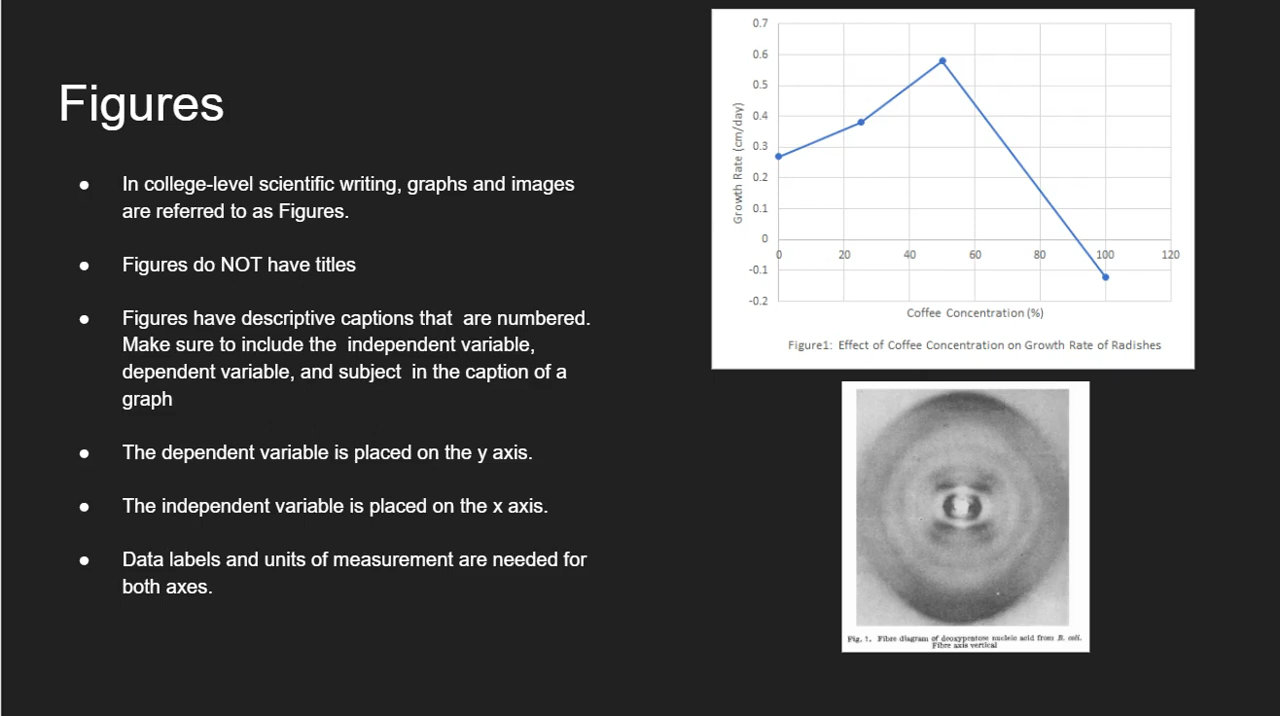 Figures
● In college-level scientific writing, graphs and images
are referred to as Figures.
● Figures do NOT have titles
● Figures have descriptive captions that  are numbered.
Make sure to include the  independent variable,
dependent variable, and subject  in the caption of a
graph
● The dependent variable is placed on the y axis.
● The independent variable is placed on the x axis.
● Data labels and units of measurement are needed for
both axes.
0.7
0.6
0.5
0.4
0.3
0.2
0.1
0
-0.1
-0.2
Growth Rate (cm/day)
0 20 40 60 80 100 120
Coffee Concentration (%)
Figure1: Effect of Coffee Concentration on Growth Rate of Radishes
Fig. 1. Fibre diagram of deoxypentose nucleic acid from B. coli.
Fibre axis vertical